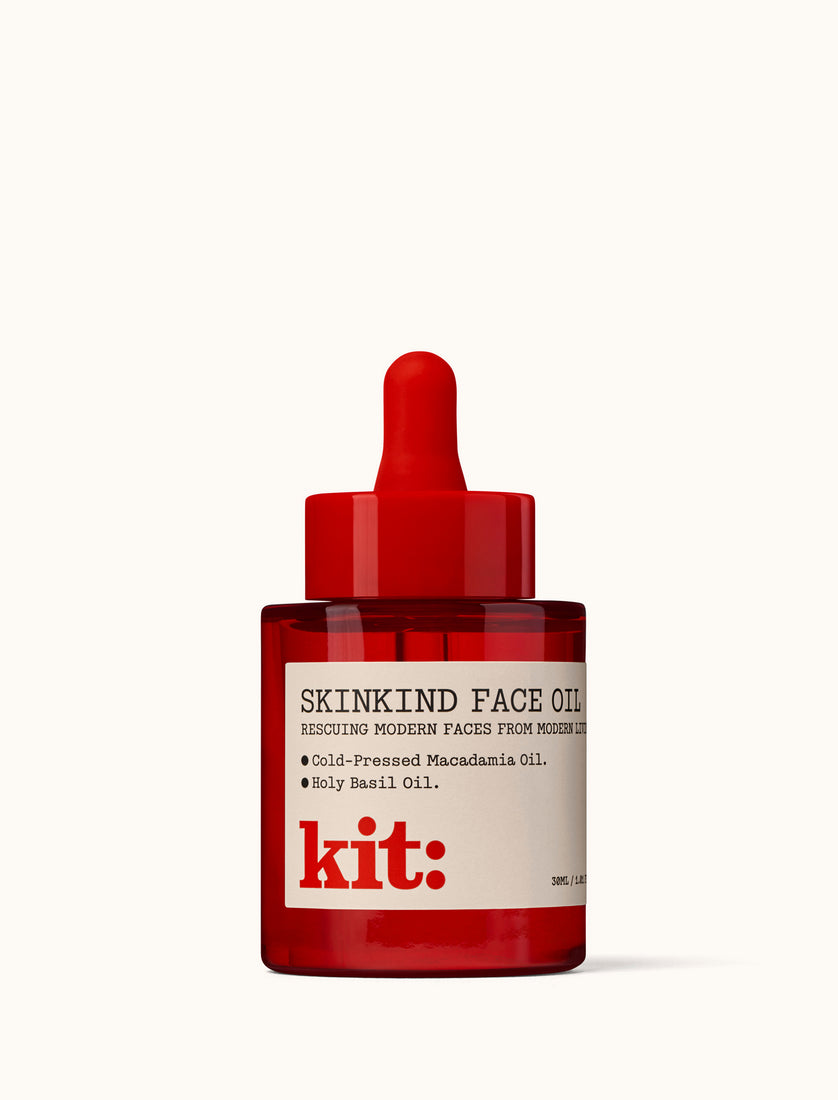 SKINKIND FACE OIL
RESCUING MODERN FACES FROM MODERN
● Cold-Pressed Macadamia Oil.
● Holy Basil Oil.
kit:
30ML /